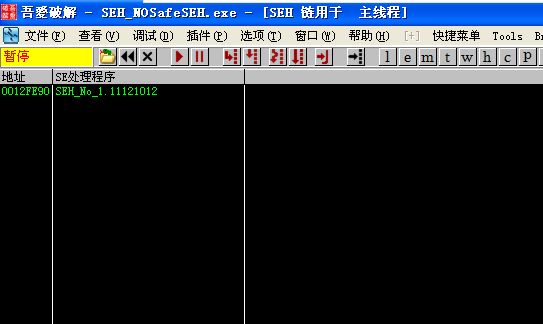 吾愛破解 - SEH_NOSafeSEH.exe - [SEH 链用于 主线程]
文件(F) 查看(V) 调试(D) 插件(P) 选项(T) 窗口(W) 帮助(H) [+] 快捷菜单 Tools Br
暂停 l e m t w h c p
地址 SE处理程序
0012FE90 SEH_No_1.11121012